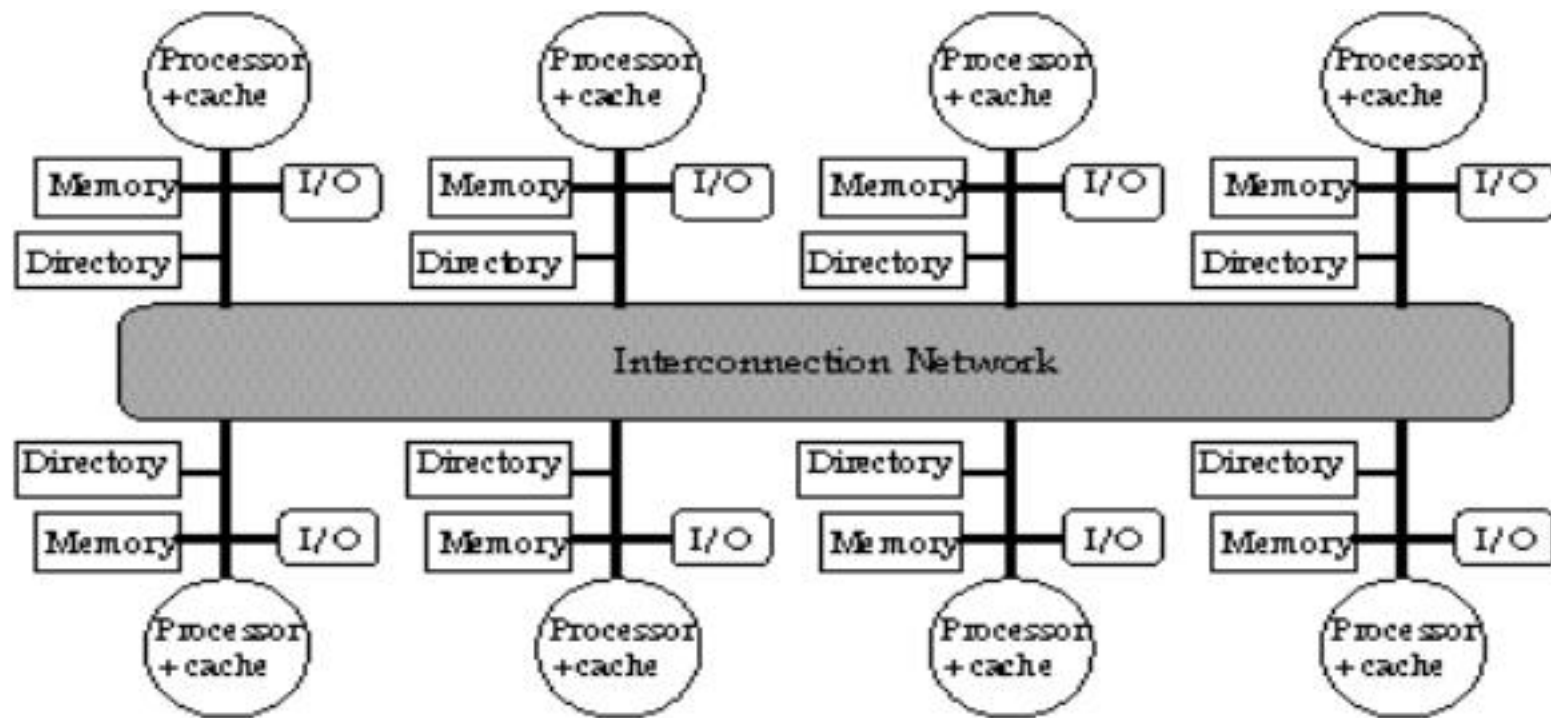 Processor
+cache
Processor
+cache
Processor
+cache
Processor
+cache
Memory
I/O
Memory
I/O
Memory
I/O
Memory
I/O
Directory
Directory
Directory
Directory
Interconnection Network
Directory
Directory
Directory
Directory
Memory
I/O
Memory
I/O
Memory
I/O
Memory
I/O
Processor
+cache
Processor
+cache
Processor
+cache
Processor
+cache